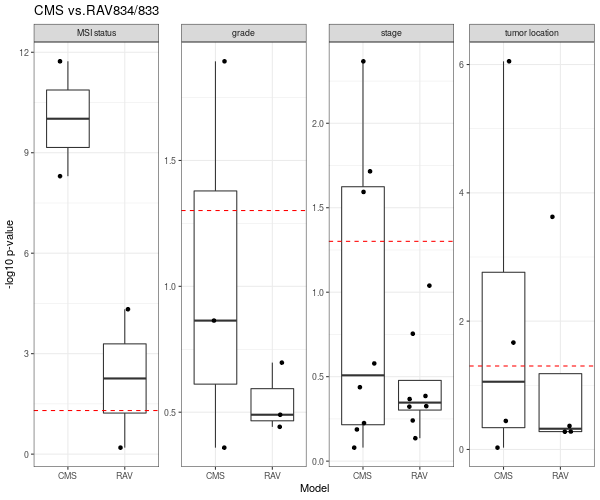 CMS vs.RAV834/833
MSI status
grade
stage
tumor location
-log10 p-value
12
9
6
3
0
1.5
1.0
0.5
2.0
1.5
1.0
0.5
0.0
6
4
2
0
CMS RAV
CMS RAV
CMS RAV
CMS RAV
Model